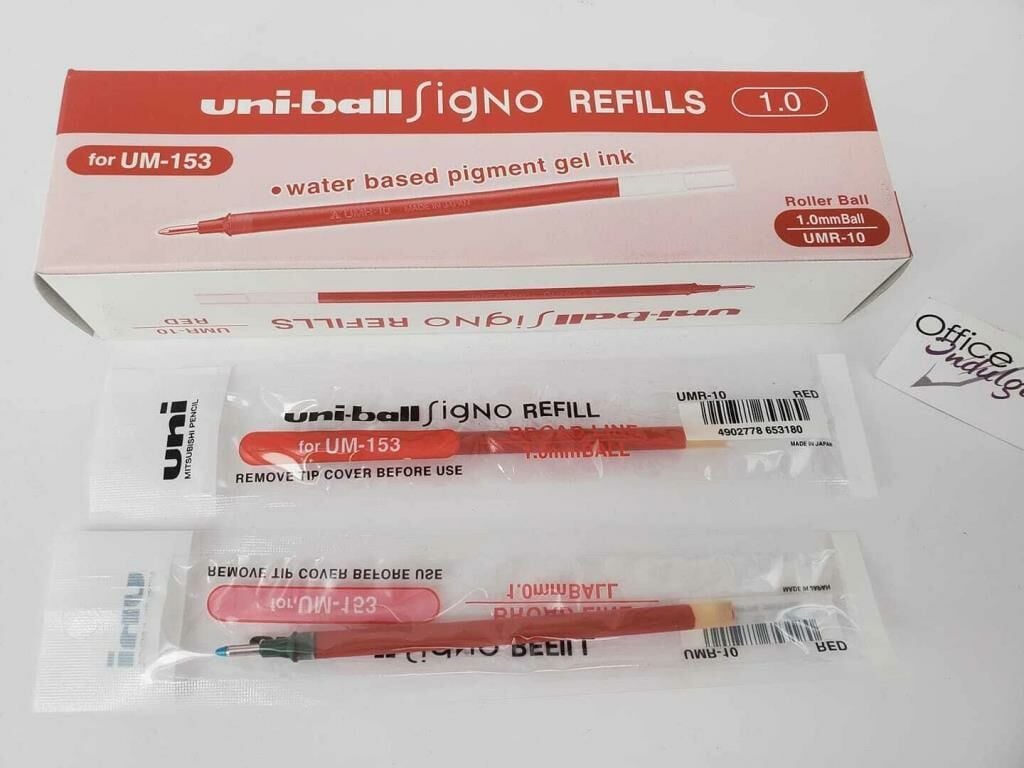 uni-ball Signo REFILLS 1.0
for UM-153
• water based pigment gel ink
UMR-10 MADE IN JAPAN
Roller Ball
1.0mmBall
UMR-10
uni-ball Signo REFILLS
UMR-10
RED
Office
uni
MITSUBISHI PENCIL
uni-ball Signo REFILL
for UM-153
REMOVE TIP COVER BEFORE USE
BROAD LINE
1.0mmBALL
UMR-10 RED
4902778 653180
MADE IN JAPAN
REMOVE TIP COVER BEFORE USE
for UM-153
1.0mmBALL
BROAD LINE
Signo REFILL
MADE IN JAPAN
UMR-10 RED